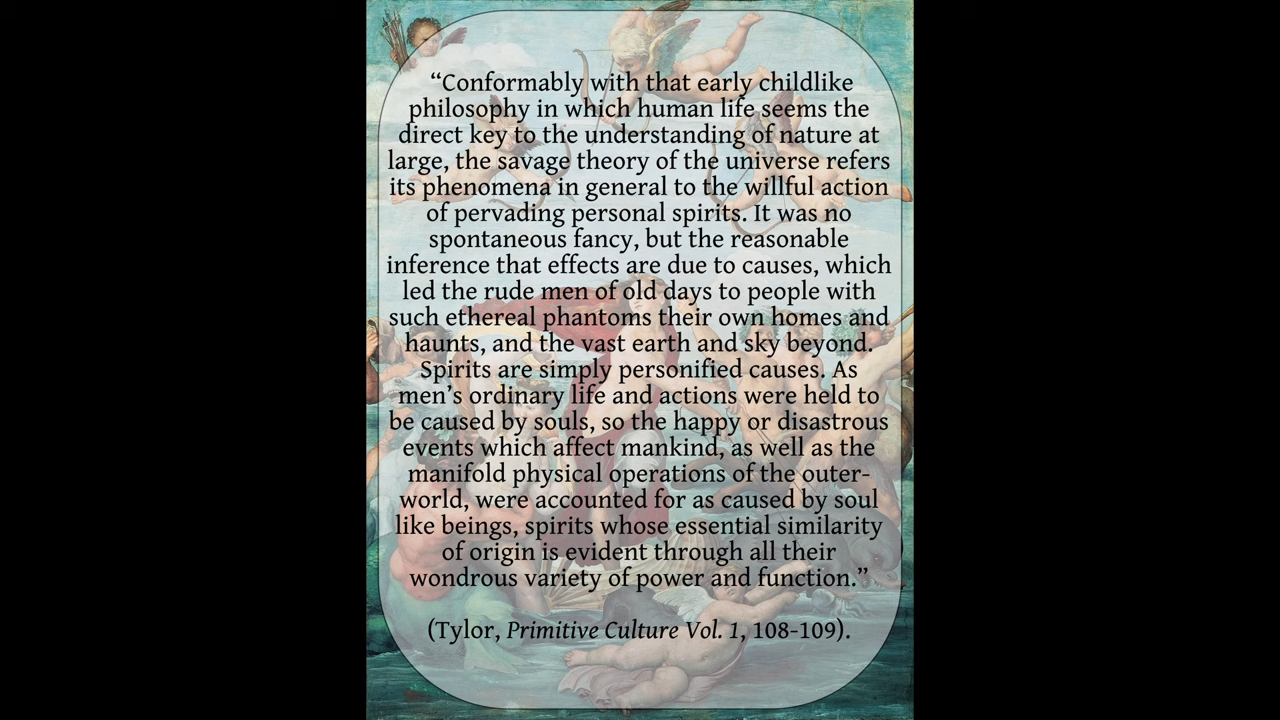 “Conformably with that early childlike
philosophy in which human life seems the
direct key to the understanding of nature at
large, the savage theory of the universe refers
its phenomena in general to the willful action
of pervading personal spirits. It was no
spontaneous fancy, but the reasonable
inference that effects are due to causes, which
led the rude men of old days to people with
such ethereal phantoms their own homes and
haunts, and the vast earth and sky beyond.
Spirits are simply personified causes. As
men’s ordinary life and actions were held to
be caused by souls, so the happy or disastrous
events which affect mankind, as well as the
manifold physical operations of the outer-
world, were accounted for as caused by soul
like beings, spirits whose essential similarity
of origin is evident through all their
wondrous variety of power and function.”
(Tylor, Primitive Culture Vol. 1, 108-109).